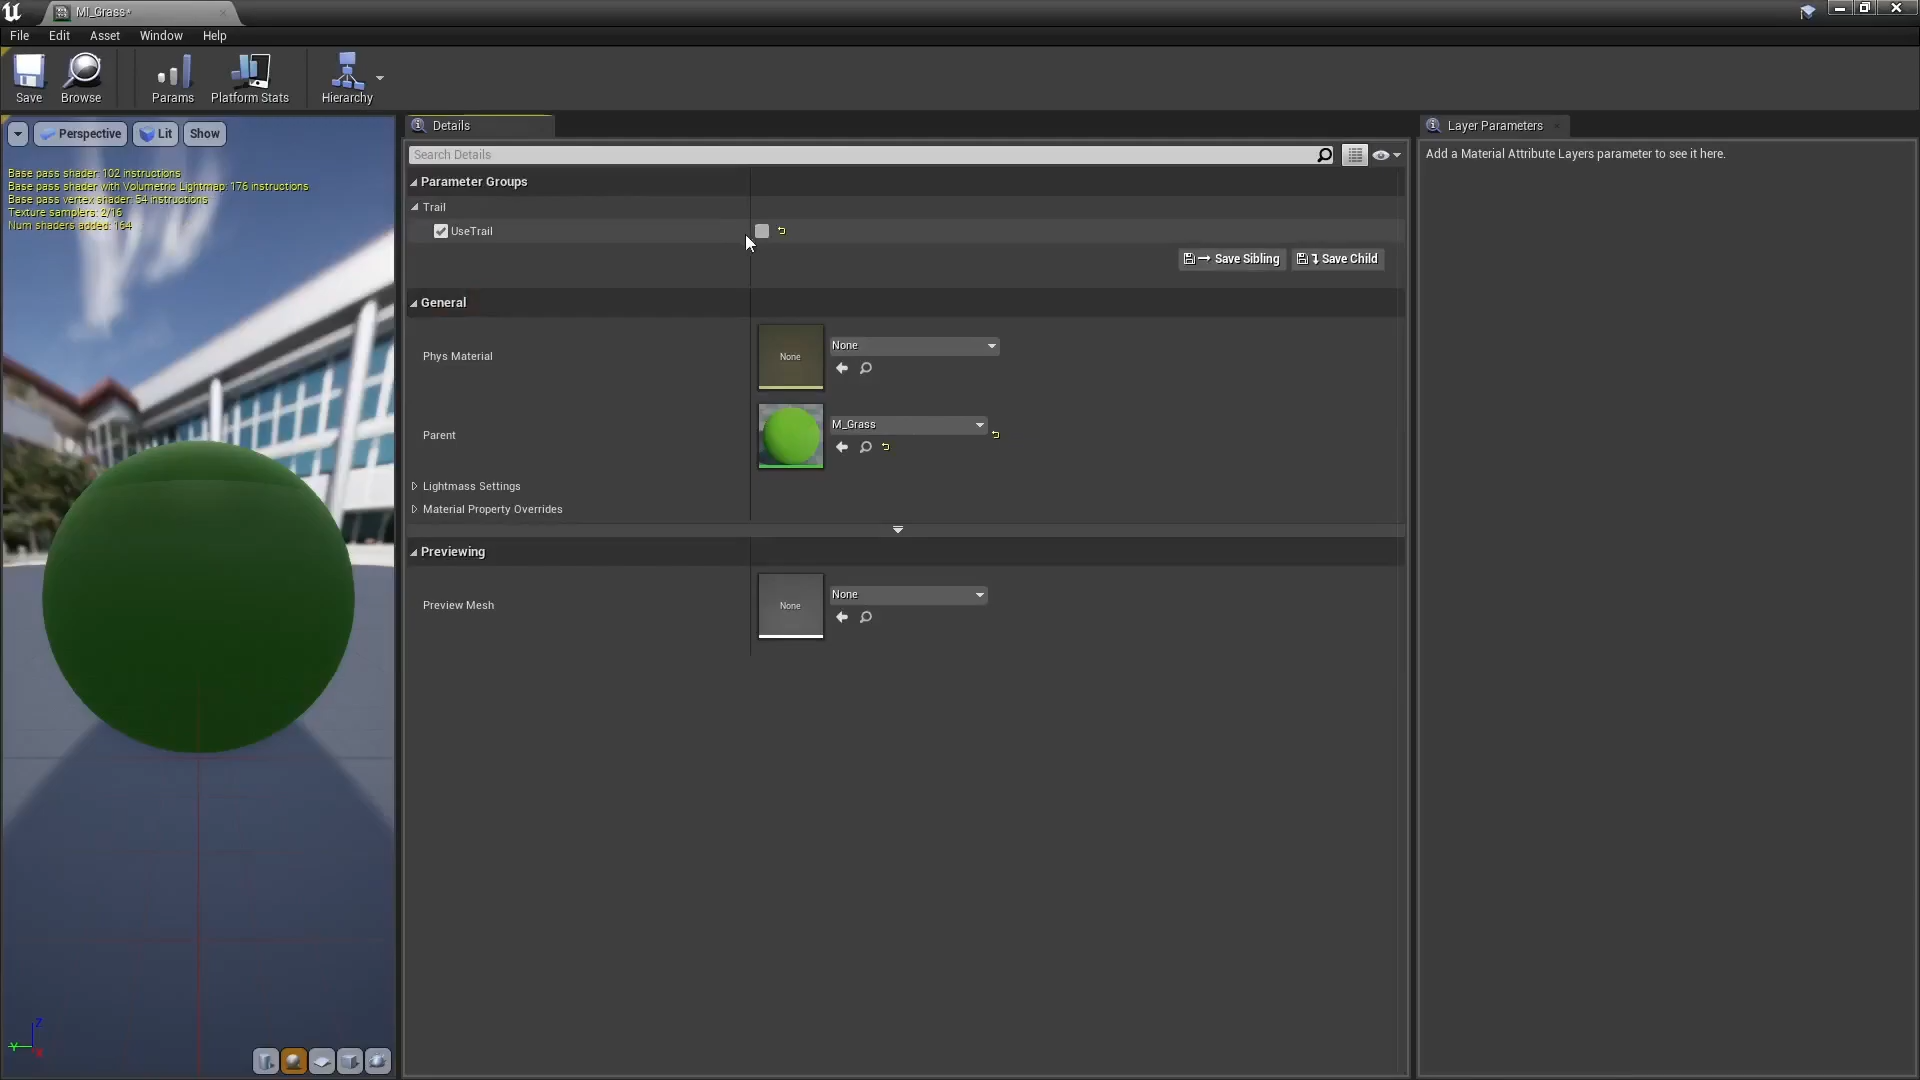 MI_Grass*
File Edit Asset Window Help
Save Browse Params Platform Stats Hierarchy
Perspective Lit Show
Base pass shader: 102 instructions
Base pass shader with Volumetric Lightmap: 176 instructions
Base pass vertex shader: 54 instructions
Texture samplers: 2/16
Num shaders added: 164
Details
Search Details
Parameter Groups
Trail
UseTrail
Save Sibling Save Child
General
Phys Material None None
Parent M_Grass
Lightmass Settings
Material Property Overrides
Previewing
Preview Mesh None None
Layer Parameters
Add a Material Attribute Layers parameter to see it here.
Z
Y
X